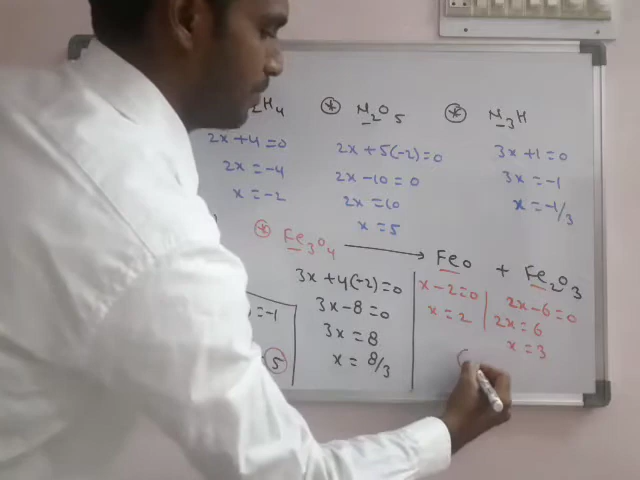 2H4
* N2O5
* N3H
2x+4=0
2x=-4
x=-2
2x+5(-2)=0
2x-10=0
2x=10
x=5
3x+1=0
3x=-1
x=-1/3
* Fe3O4 → FeO + Fe2O3
3x+4(-2)=0
3x-8=0
3x=8
x=8/3
x-2=0
x=2
2x-6=0
2x=6
x=3
=-1
5